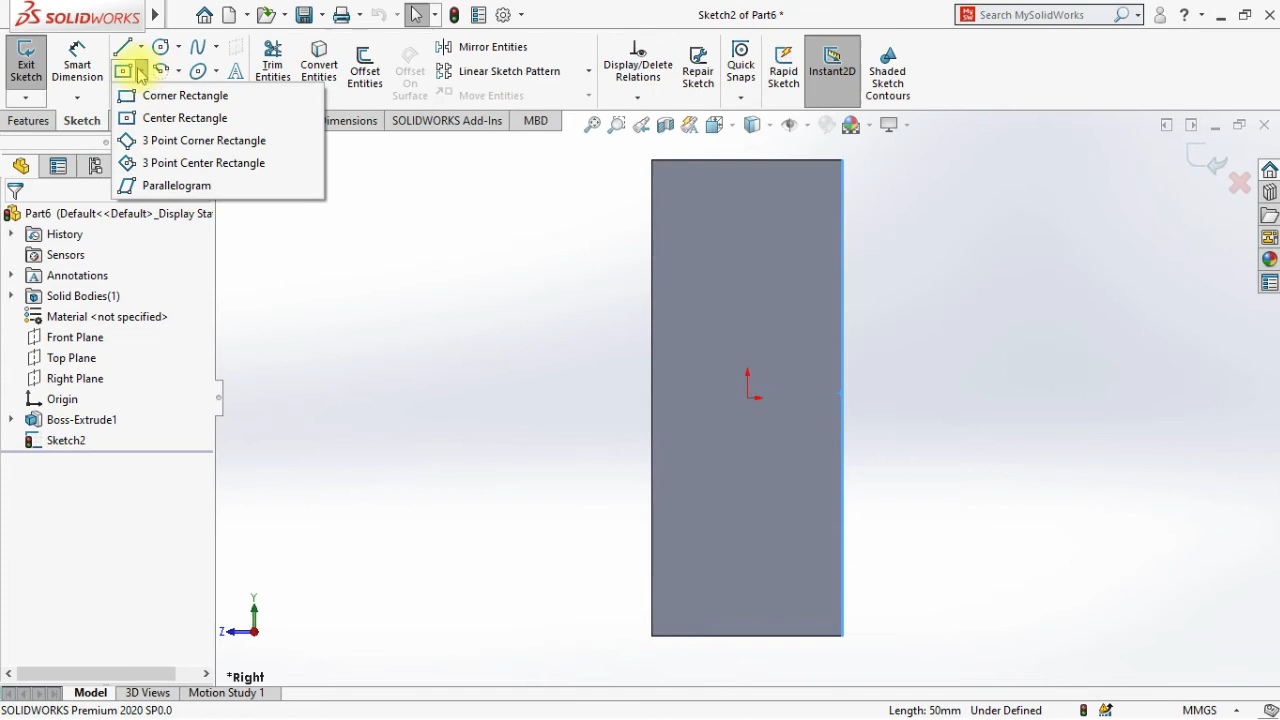 SOLIDWORKS
Sketch2 of Part6 *
Search MySolidWorks
Exit Sketch
Smart Dimension
Trim Entities
Convert Entities
Offset Entities
Offset On Surface
Mirror Entities
Linear Sketch Pattern
Move Entities
Display/Delete Relations
Repair Sketch
Quick Snaps
Rapid Sketch
Instant2D
Shaded Sketch Contours
Corner Rectangle
Center Rectangle
3 Point Corner Rectangle
3 Point Center Rectangle
Parallelogram
Features
Sketch
imensions
SOLIDWORKS Add-Ins
MBD
Part6 (Default<<Default>_Display Sta
History
Sensors
Annotations
Solid Bodies(1)
Material <not specified>
Front Plane
Top Plane
Right Plane
Origin
Boss-Extrude1
Sketch2
Y
Z
*Right
Model
3D Views
Motion Study 1
SOLIDWORKS Premium 2020 SP0.0
Length: 50mm
Under Defined
MMGS